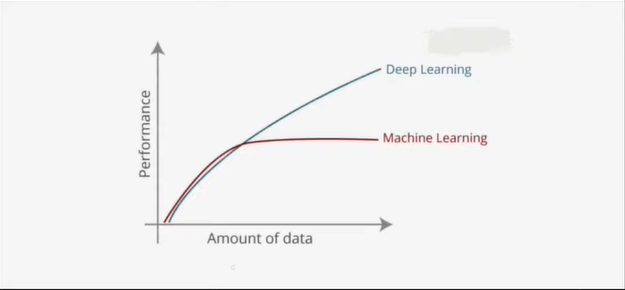 Deep Learning
Machine Learning
Performance
Amount of data